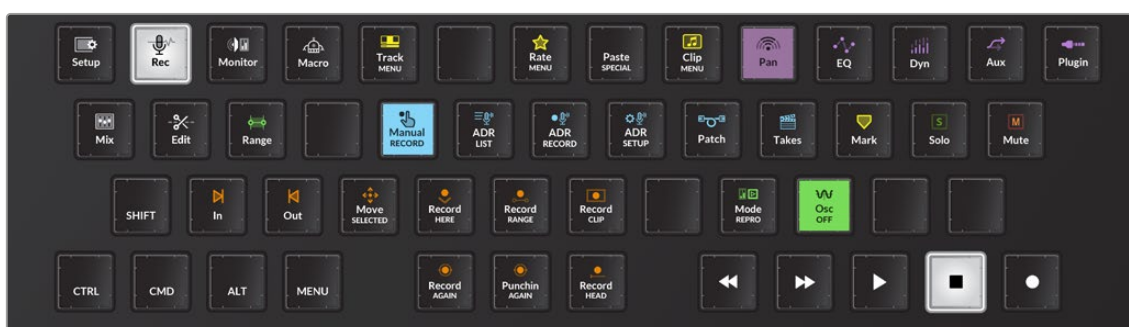 Setup
Rec
Monitor
Macro
Track
MENU
Rate
MENU
Paste
SPECIAL
Clip
MENU
Pan
EQ
Dyn
Aux
Plugin
Mix
Edit
Range
Manual
RECORD
ADR
LIST
ADR
RECORD
ADR
SETUP
Patch
Takes
Mark
S
Solo
M
Mute
SHIFT
In
Out
Move
SELECTED
Record
HERE
Record
RANGE
Record
CLIP
Mode
REPRO
Osc
OFF
CTRL
CMD
ALT
MENU
Record
AGAIN
Punchin
AGAIN
Record
HEAD